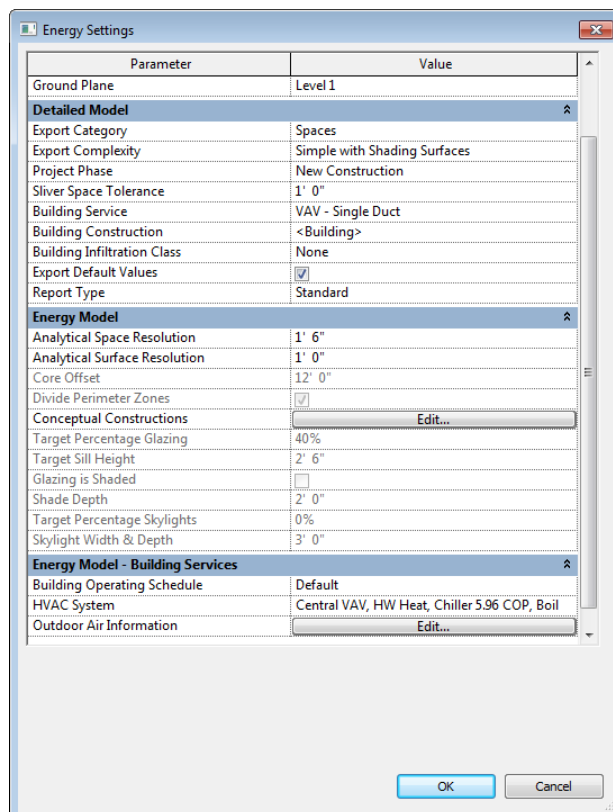 Energy Settings
Parameter Value
Ground Plane Level 1
Detailed Model
Export Category Spaces
Export Complexity Simple with Shading Surfaces
Project Phase New Construction
Sliver Space Tolerance 1' 0"
Building Service VAV - Single Duct
Building Construction <Building>
Building Infiltration Class None
Export Default Values
Report Type Standard
Energy Model
Analytical Space Resolution 1' 6"
Analytical Surface Resolution 1' 0"
Core Offset 12' 0"
Divide Perimeter Zones
Conceptual Constructions Edit...
Target Percentage Glazing 40%
Target Sill Height 2' 6"
Glazing is Shaded
Shade Depth 2' 0"
Target Percentage Skylights 0%
Skylight Width & Depth 3' 0"
Energy Model - Building Services
Building Operating Schedule Default
HVAC System Central VAV, HW Heat, Chiller 5.96 COP, Boil
Outdoor Air Information Edit...
OK Cancel